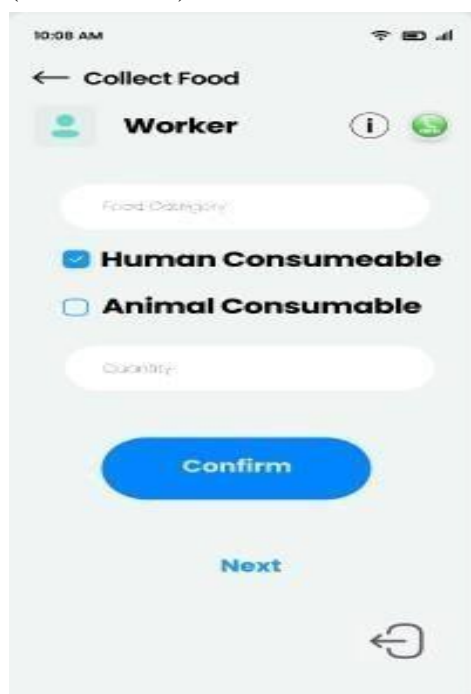 10:08 AM
← Collect Food
Worker
Food Category
Human Consumeable
Animal Consumable
Quantity
Confirm
Next